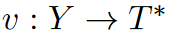 v : Y → T*